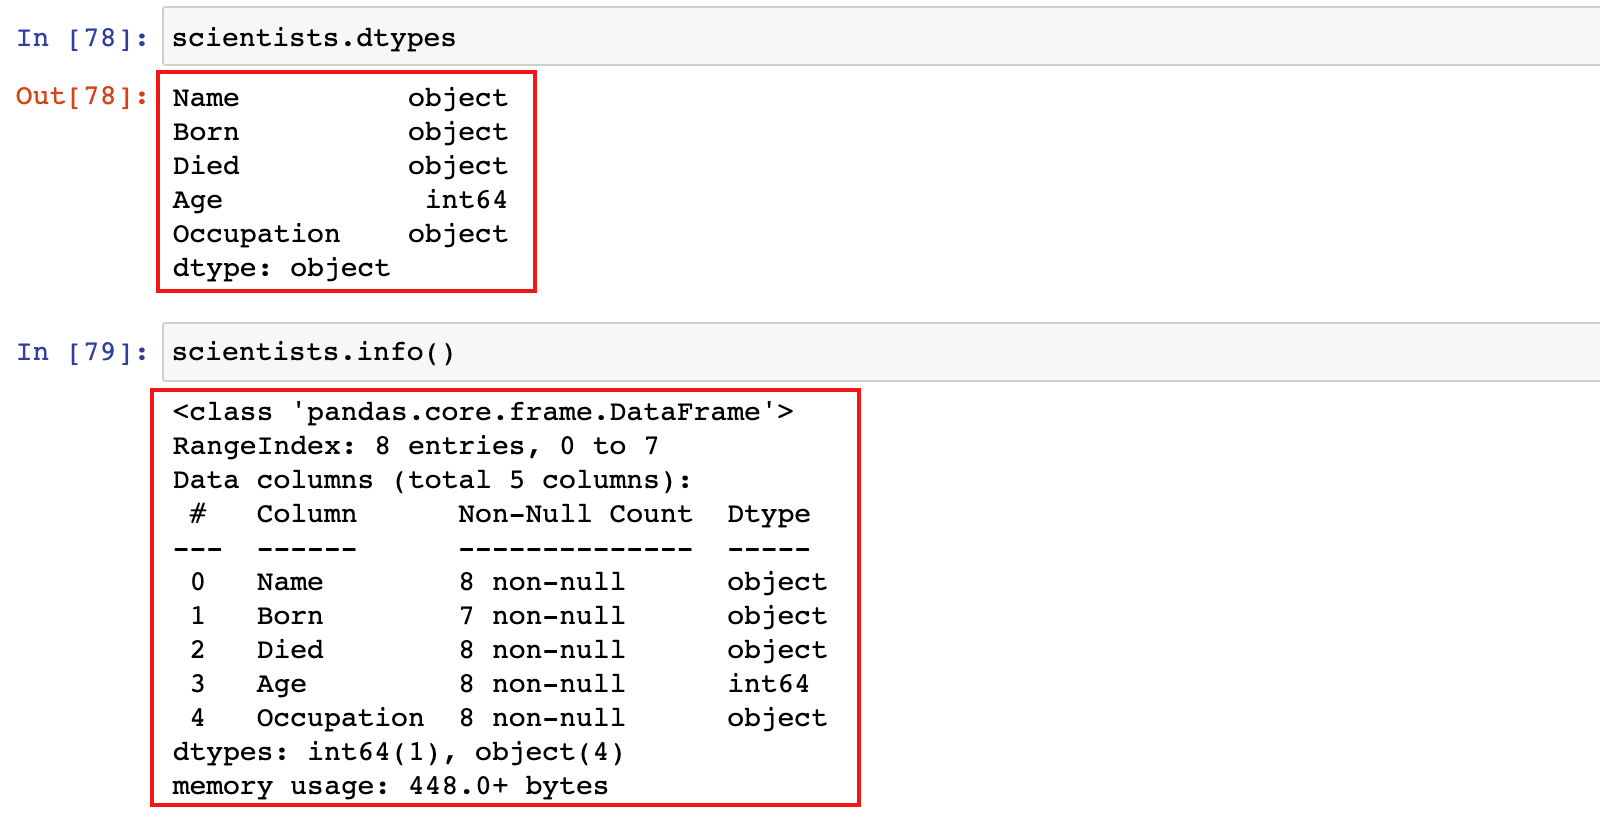 In [78]: scientists.dtypes
Out[78]: Name          object
Born          object
Died          object
Age            int64
Occupation    object
dtype: object
In [79]: scientists.info()
<class 'pandas.core.frame.DataFrame'>
RangeIndex: 8 entries, 0 to 7
Data columns (total 5 columns):
 #   Column      Non-Null Count  Dtype
---  ------      --------------  -----
 0   Name        8 non-null      object
 1   Born        7 non-null      object
 2   Died        8 non-null      object
 3   Age         8 non-null      int64
 4   Occupation  8 non-null      object
dtypes: int64(1), object(4)
memory usage: 448.0+ bytes